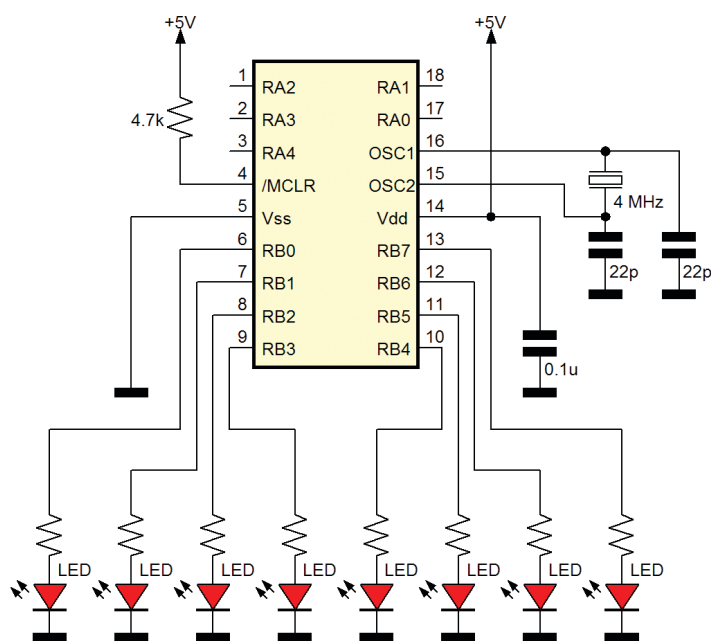 +5V +5V
4.7k
1 RA2 RA1 18
2 RA3 RA0 17
3 RA4 OSC1 16
4 /MCLR OSC2 15
4 MHz
5 Vss Vdd 14
6 RB0 RB7 13
7 RB1 RB6 12
22p 22p
8 RB2 RB5 11
9 RB3 RB4 10
0.1u
LED LED LED LED LED LED LED LED